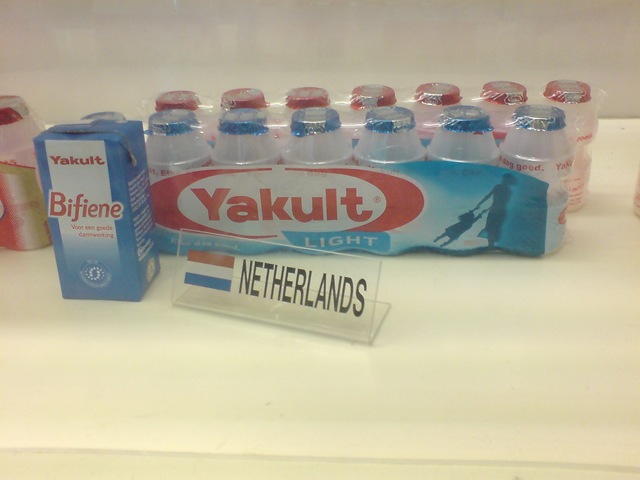 Yakult
Bifiene
Voor een goede
darmwerking
Yakult®
LIGHT
NETHERLANDS